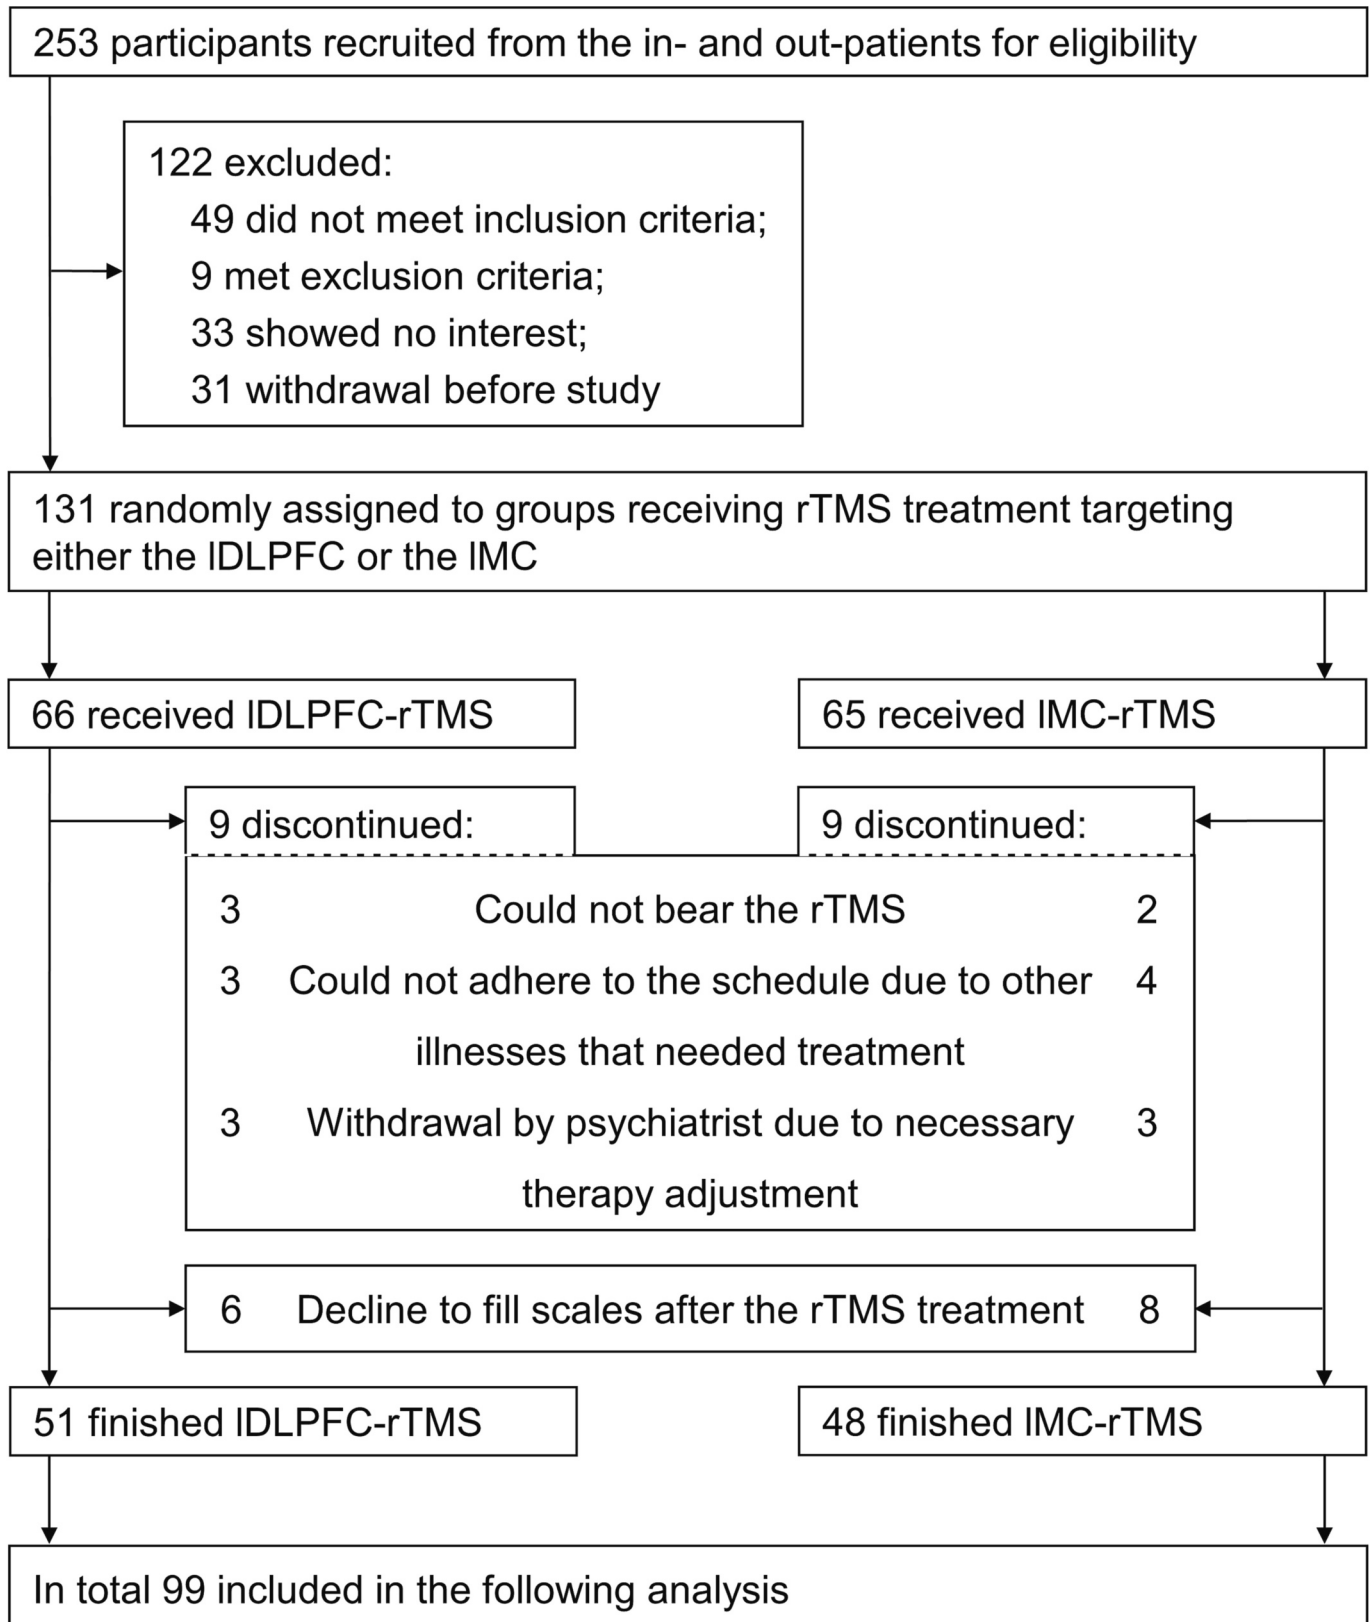 253 participants recruited from the in- and out-patients for eligibility
122 excluded:
49 did not meet inclusion criteria;
9 met exclusion criteria;
33 showed no interest;
31 withdrawal before study
131 randomly assigned to groups receiving rTMS treatment targeting
either the lDLPFC or the lMC
66 received lDLPFC-rTMS
65 received lMC-rTMS
9 discontinued:
9 discontinued:
3 Could not bear the rTMS 2
3 Could not adhere to the schedule due to other 4
illnesses that needed treatment
3 Withdrawal by psychiatrist due to necessary 3
therapy adjustment
6 Decline to fill scales after the rTMS treatment 8
51 finished lDLPFC-rTMS
48 finished lMC-rTMS
In total 99 included in the following analysis